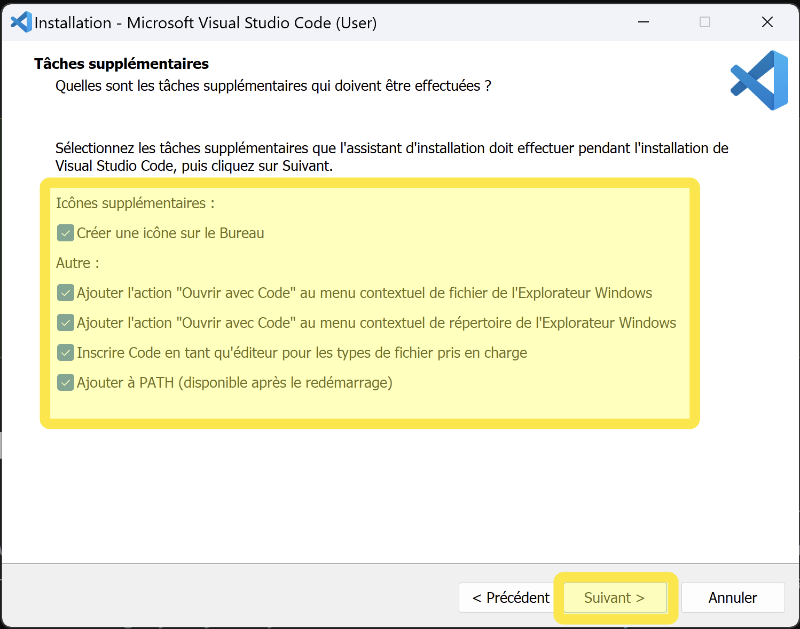 Installation - Microsoft Visual Studio Code (User)
Tâches supplémentaires
Quelles sont les tâches supplémentaires qui doivent être effectuées ?
Sélectionnez les tâches supplémentaires que l'assistant d'installation doit effectuer pendant l'installation de
Visual Studio Code, puis cliquez sur Suivant.
Icônes supplémentaires :
Créer une icône sur le Bureau
Autre :
Ajouter l'action "Ouvrir avec Code" au menu contextuel de fichier de l'Explorateur Windows
Ajouter l'action "Ouvrir avec Code" au menu contextuel de répertoire de l'Explorateur Windows
Inscrire Code en tant qu'éditeur pour les types de fichier pris en charge
Ajouter à PATH (disponible après le redémarrage)
< Précédent Suivant > Annuler